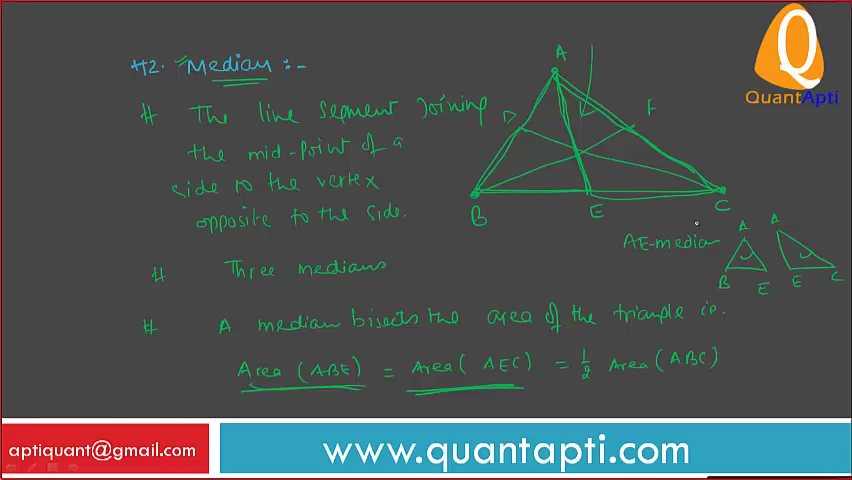 #2. Median :-
# The line segment Joining
the mid-point of a
side to the vertex
opposite to the side.
# Three medians
# A median bisects the area of the triangle i.e.
Area (ABE) = Area( AEC) = 1/2 Area (ABC)
A
D
F
B
E
C
AE-median
A
B
E
A
E
C
Q
QuantApti
aptiquant@gmail.com
www.quantapti.com